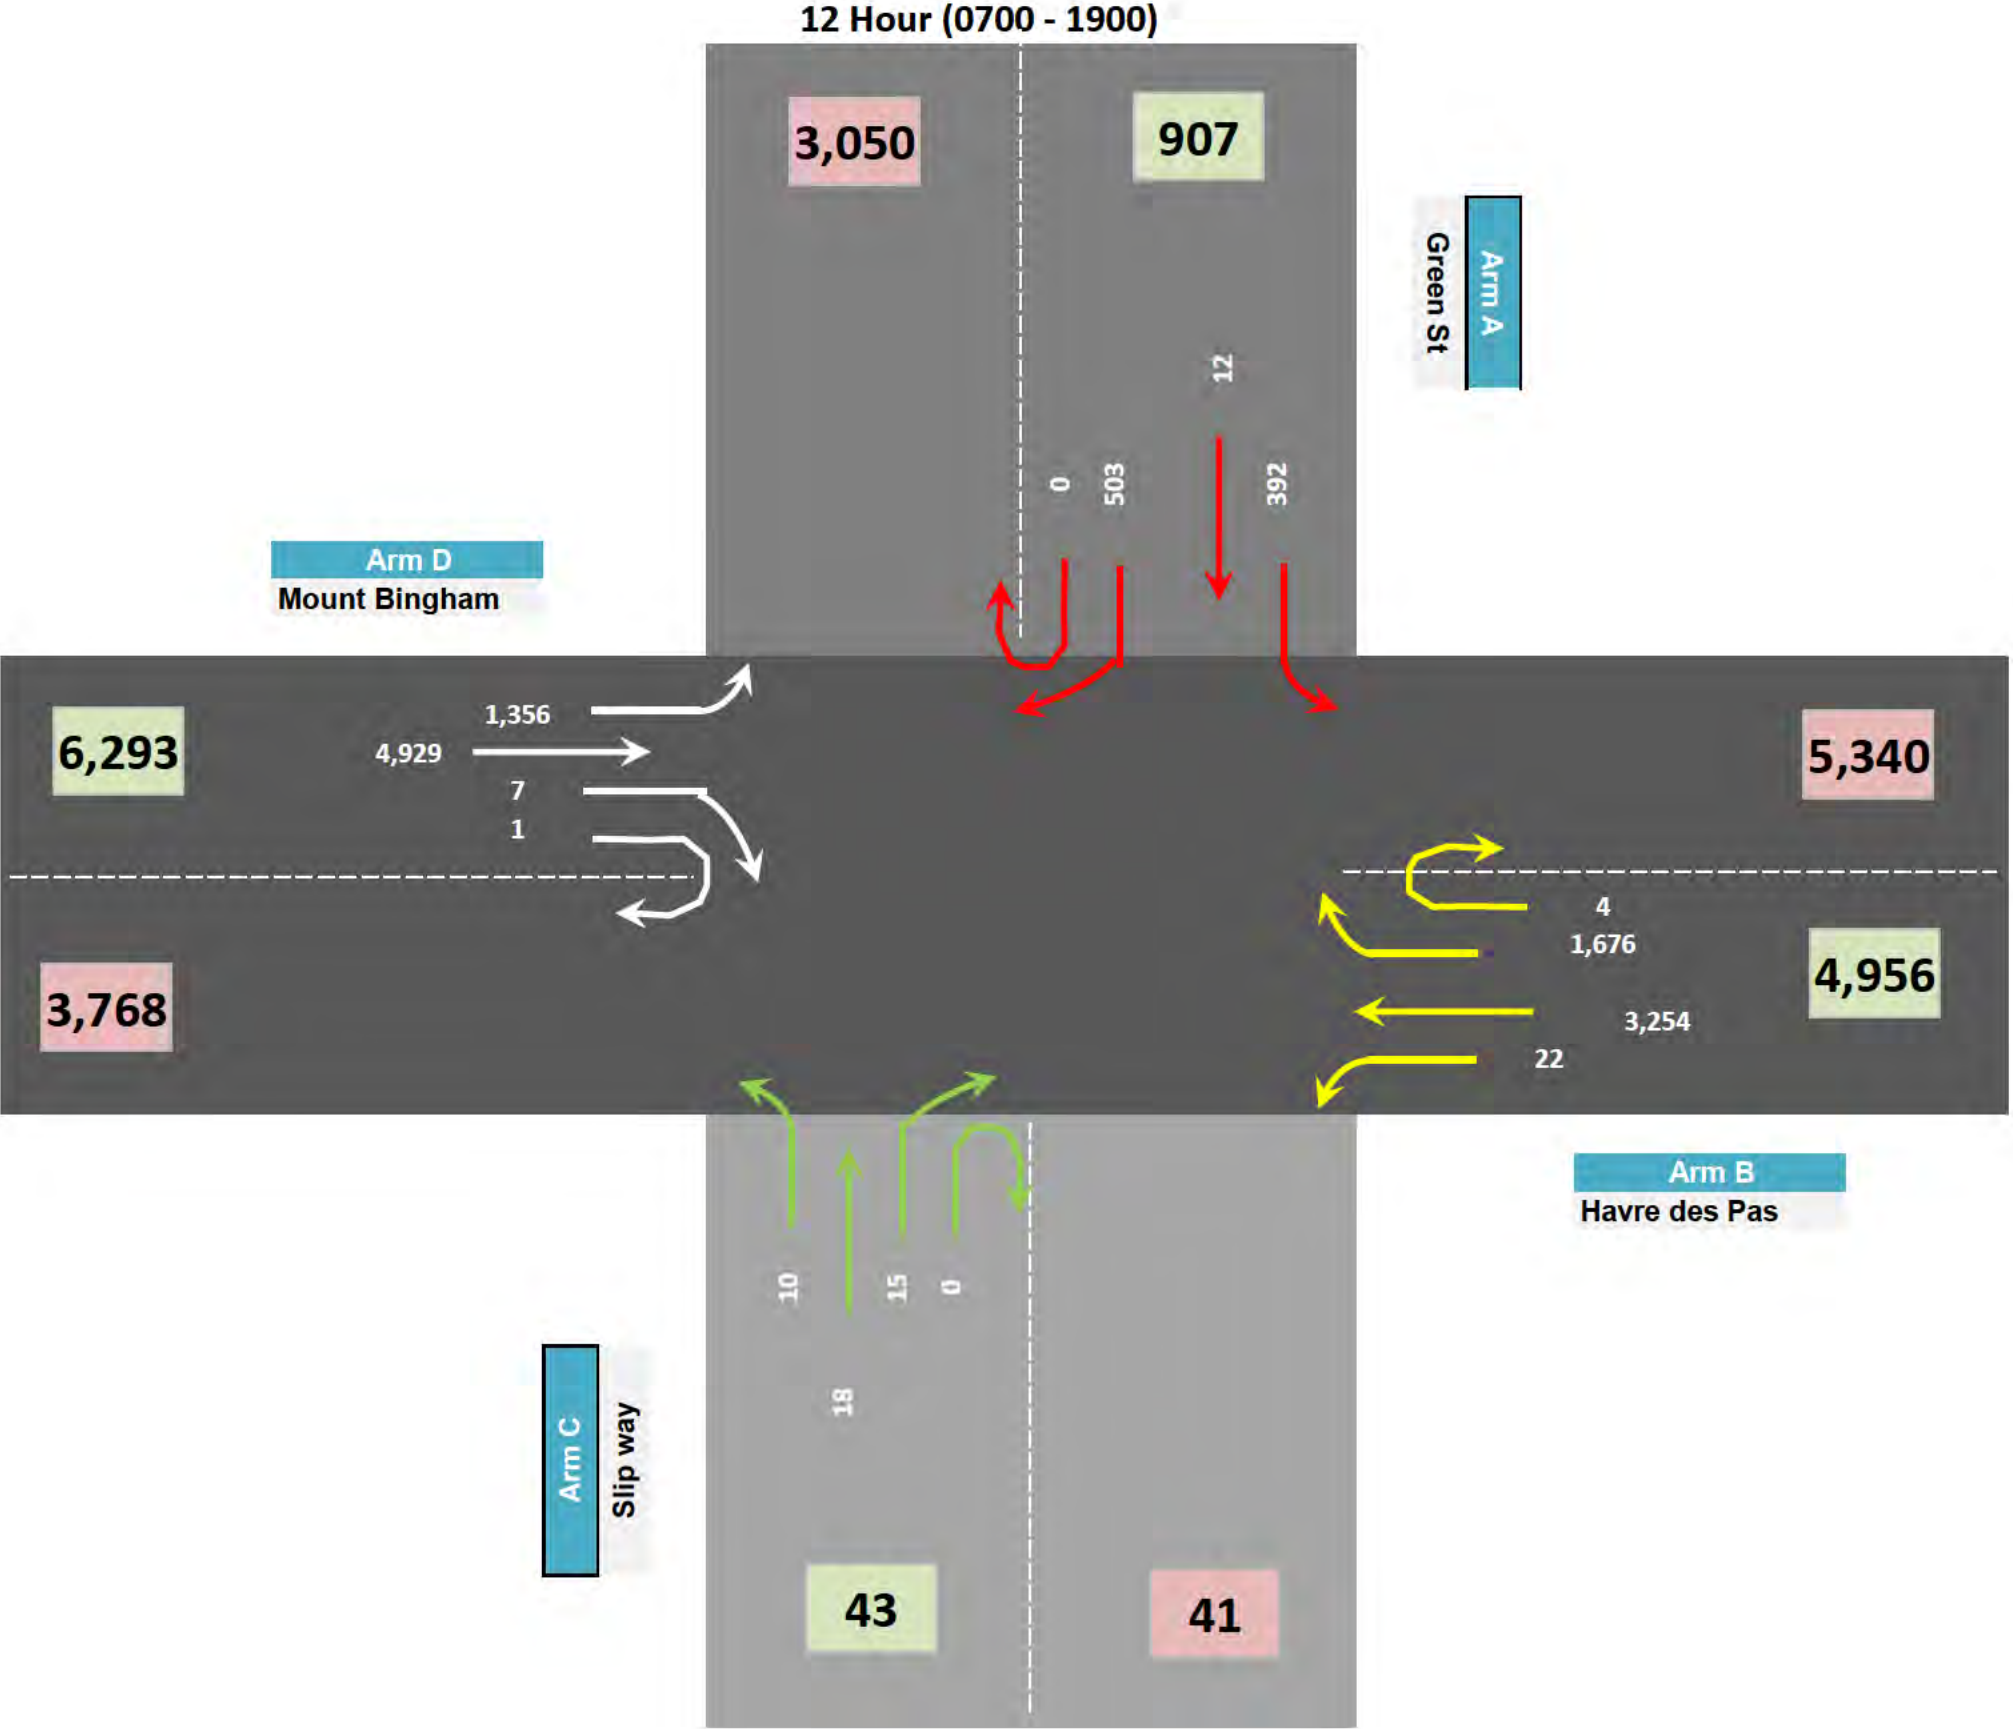 12 Hour (0700 - 1900)
3,050
907
Arm A
Green St
12
0
503
392
Arm D
Mount Bingham
6,293
1,356
4,929
7
1
3,768
5,340
4
1,676
4,956
3,254
22
Arm B
Havre des Pas
10
15
0
18
Arm C
Slip way
43
41